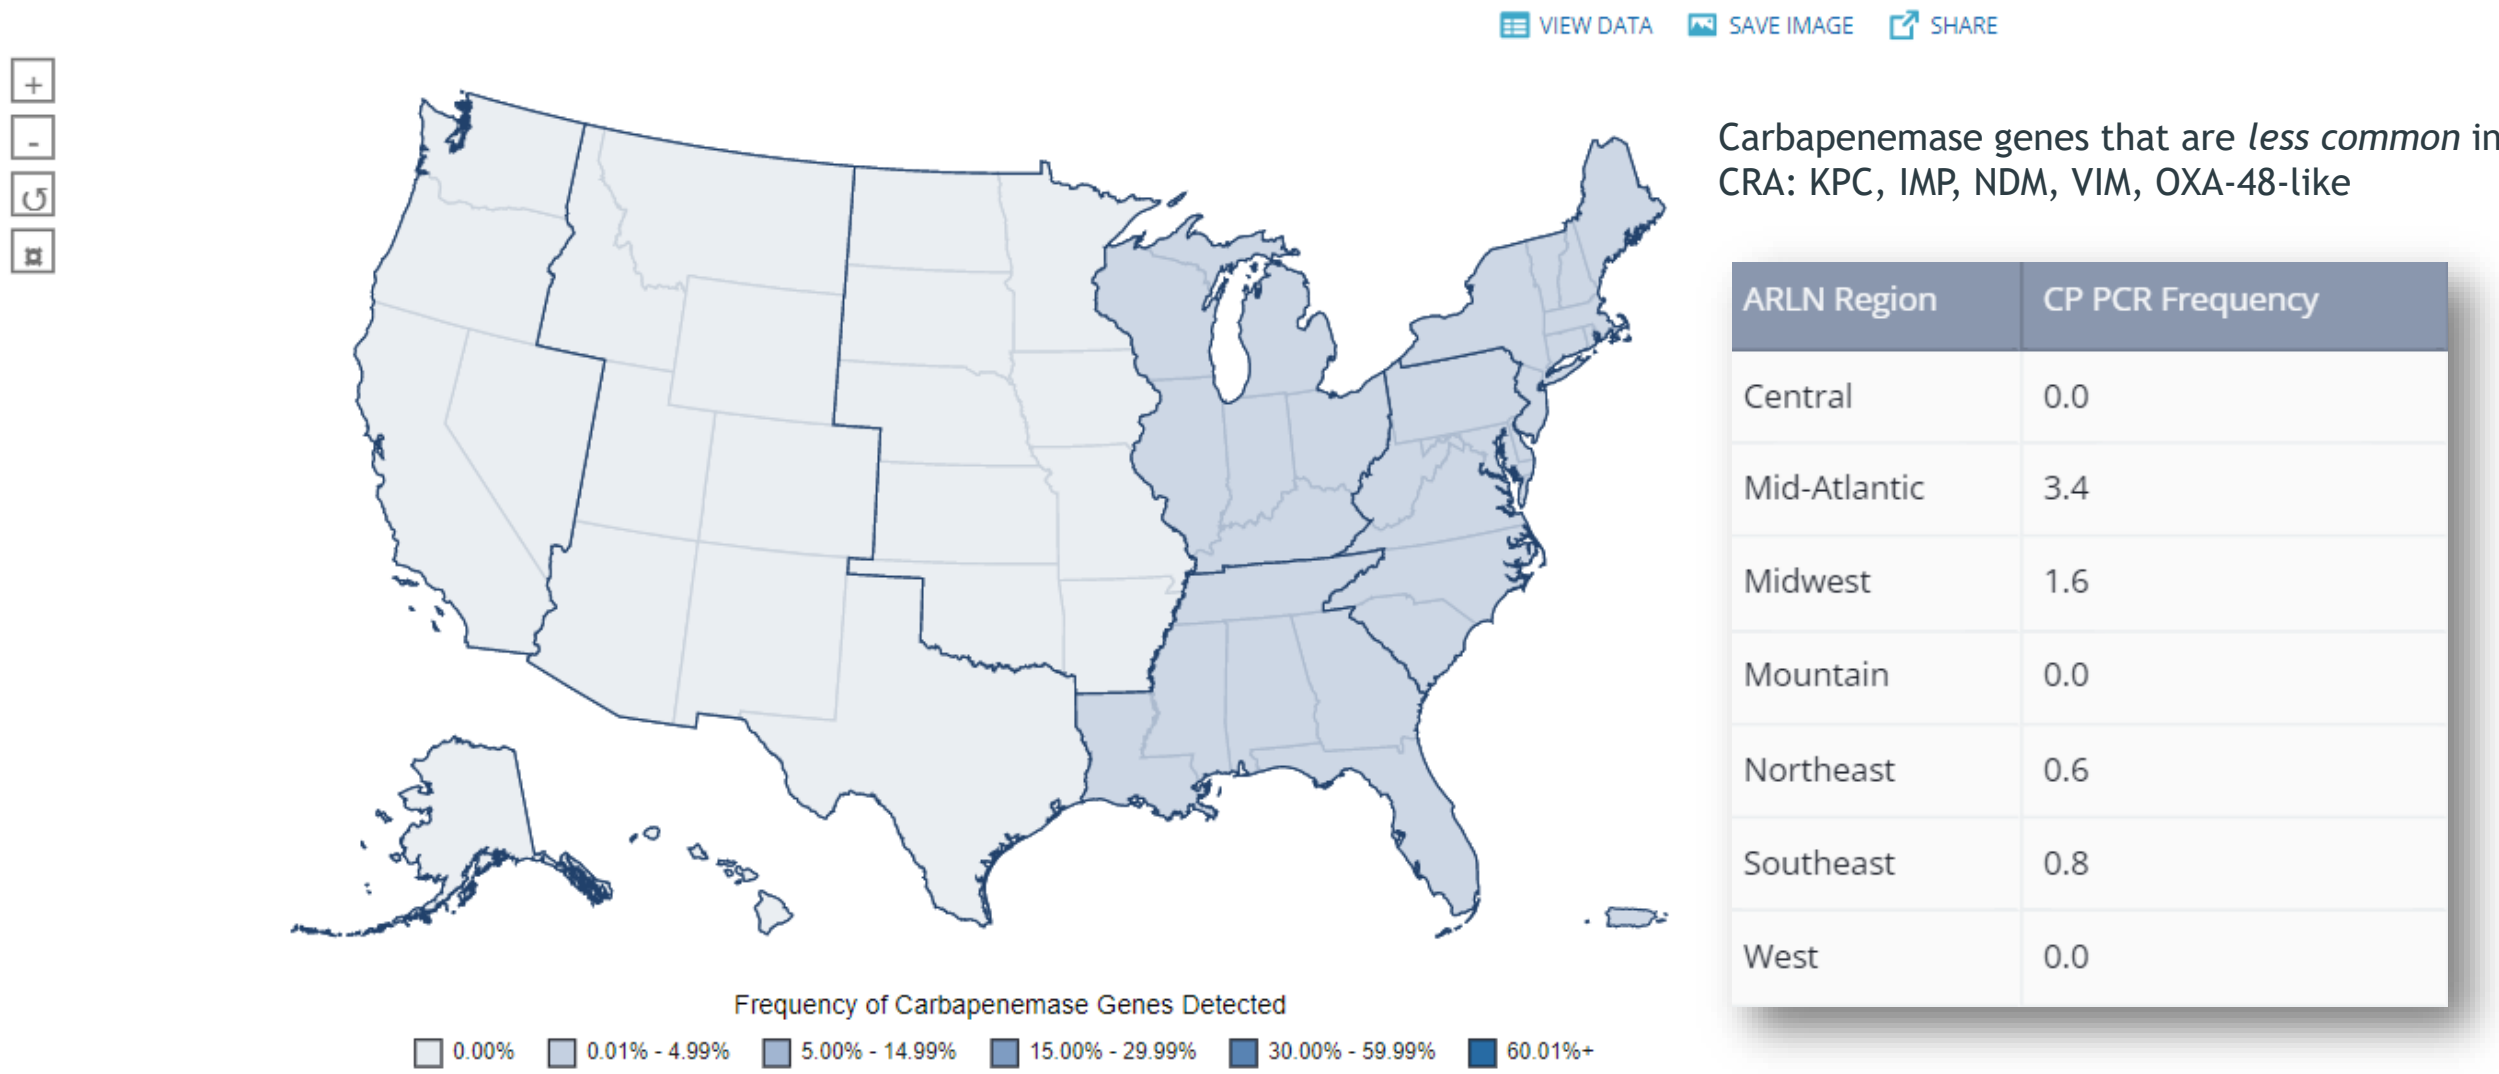 VIEW DATA SAVE IMAGE SHARE
+
-
Carbapenemase genes that are less common in
CRA: KPC, IMP, NDM, VIM, OXA-48-like
ARLN Region CP PCR Frequency
Central 0.0
Mid-Atlantic 3.4
Midwest 1.6
Mountain 0.0
Northeast 0.6
Southeast 0.8
West 0.0
Frequency of Carbapenemase Genes Detected
0.00% 0.01% - 4.99% 5.00% - 14.99% 15.00% - 29.99% 30.00% - 59.99% 60.01%+